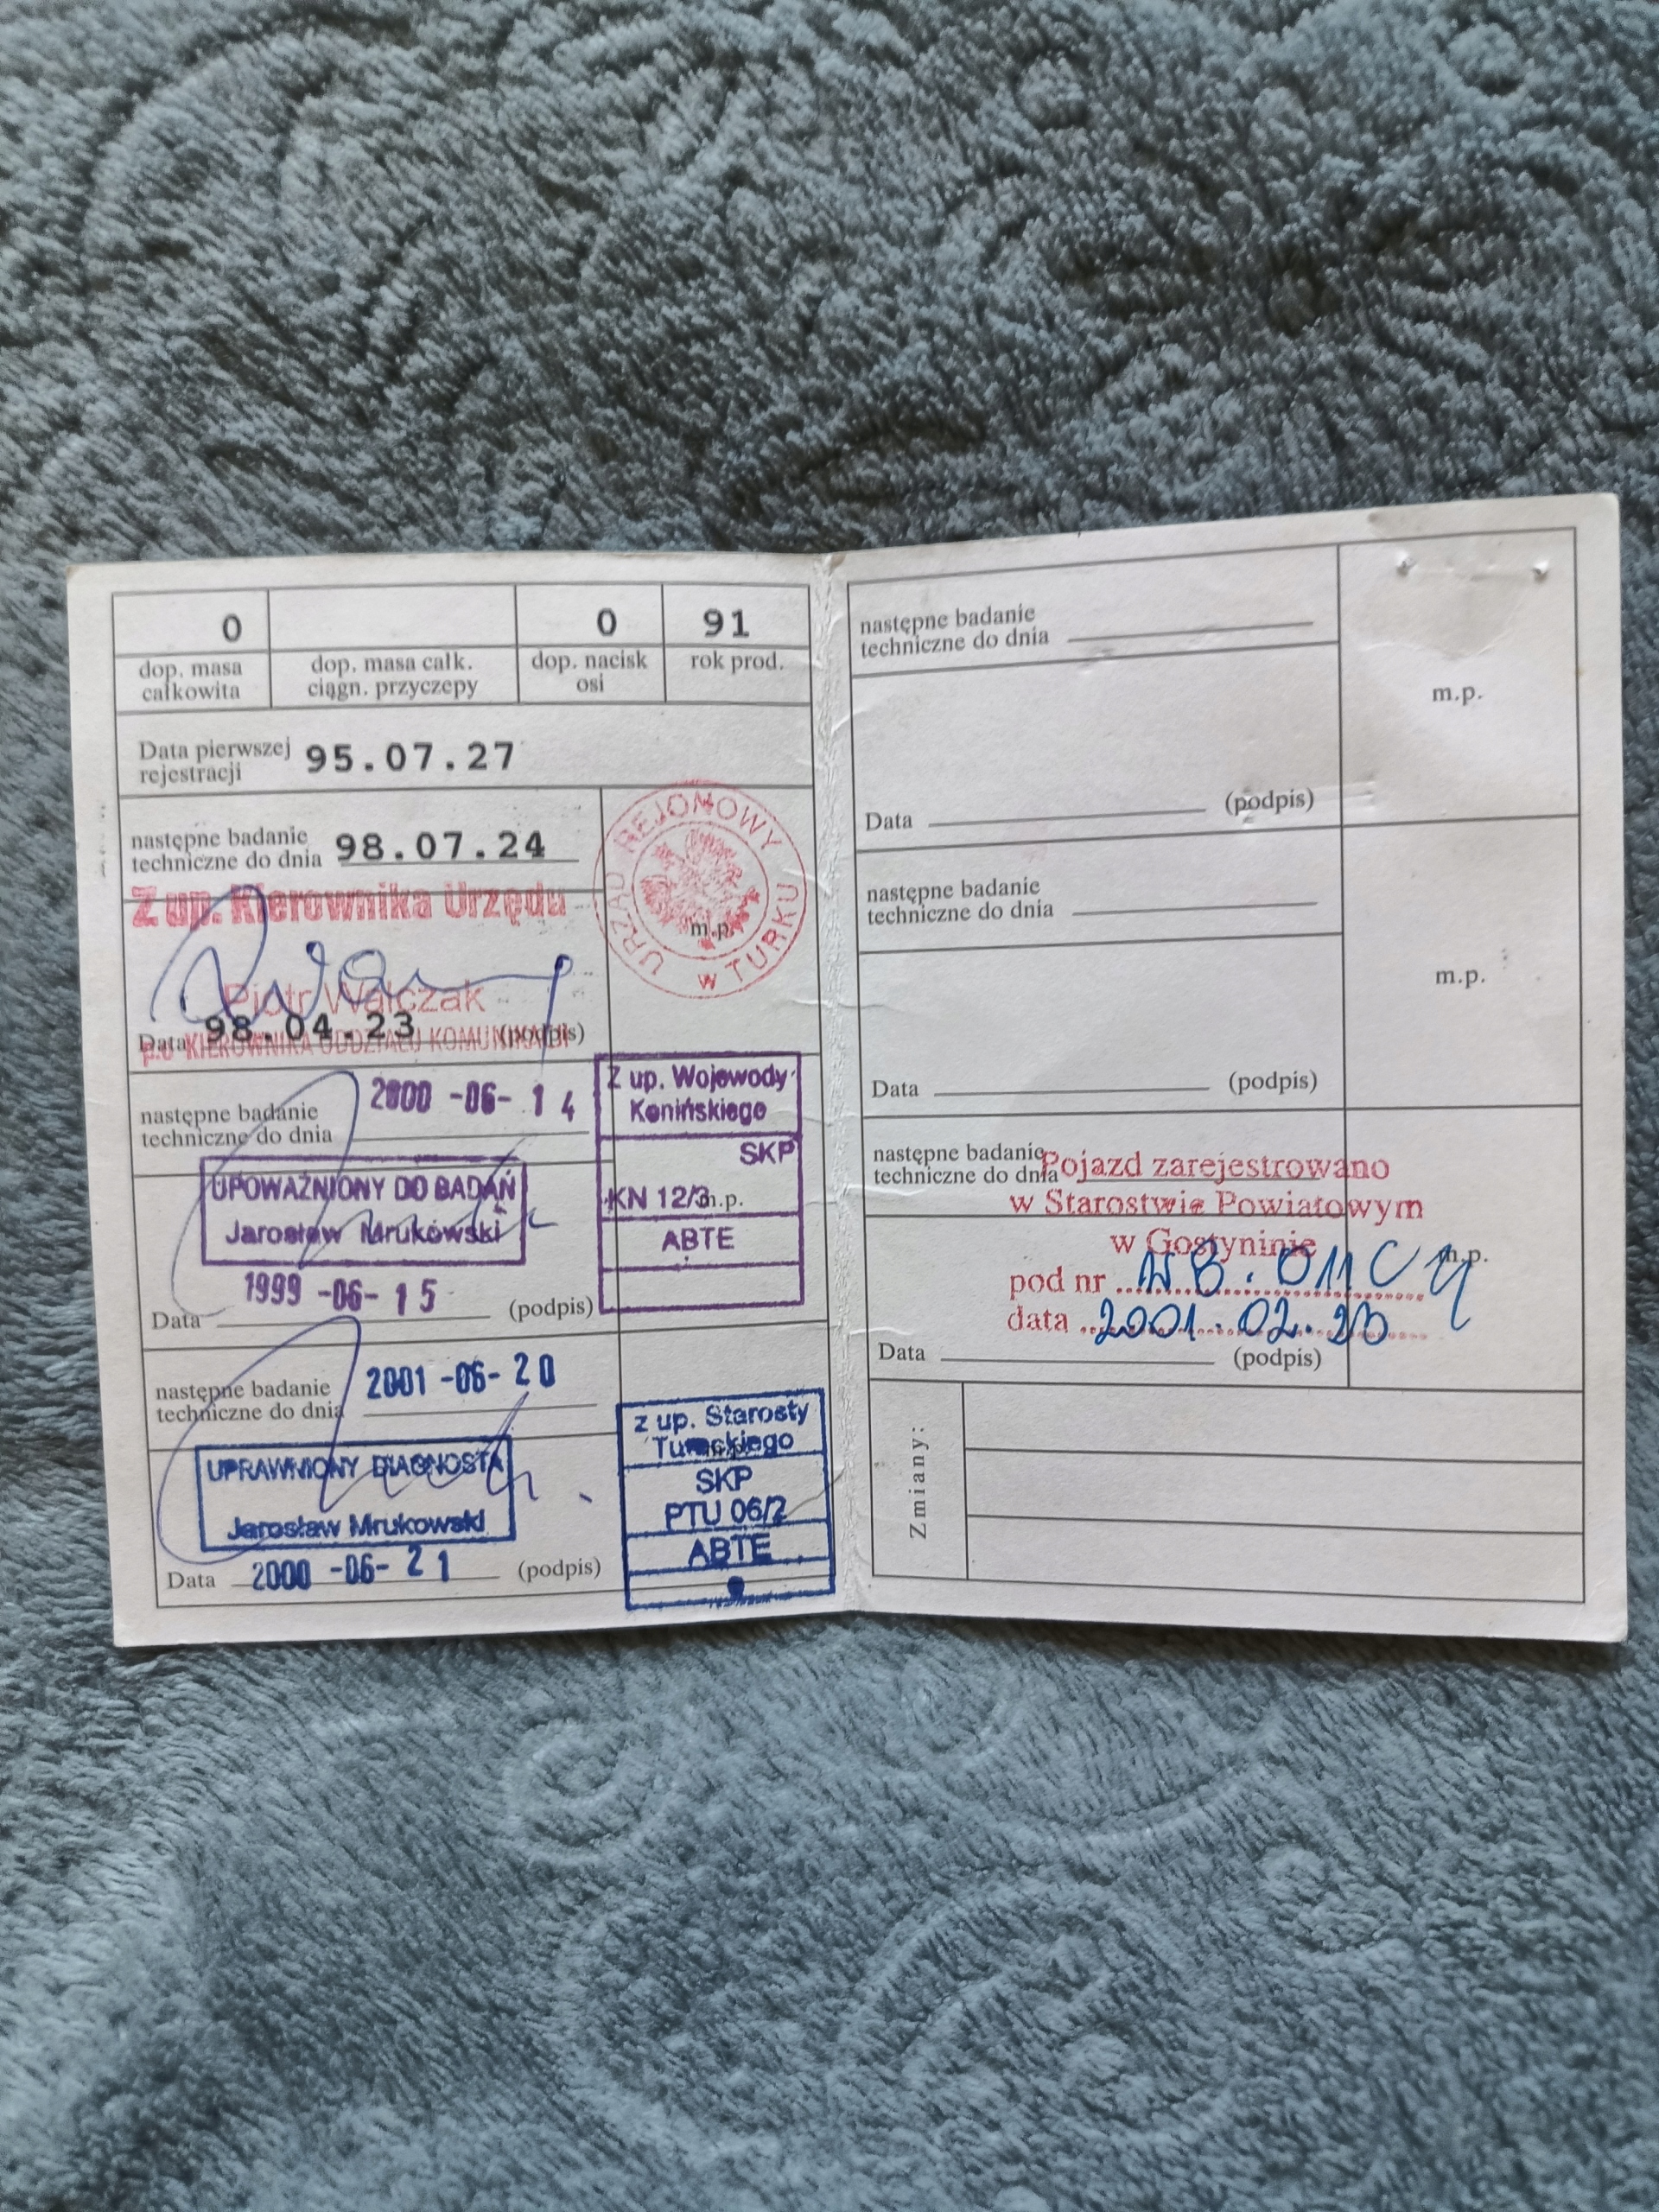 0 0 91
dop. masa całkowita
dop. masa całk. ciągn. przyczepy
dop. nacisk osi
rok prod.
Data pierwszej rejestracji 95.07.27
następne badanie
techniczne do dnia 98.07.24
Z up. Kierownika Urzędu
Piotr Walczak
p.o KIEROWNIKA ODDZIAŁU KOMUNIKACJI
Data 98.04.23 (podpis)
URZĄD REJONOWY w TURKU
m.p.
następne badanie
techniczne do dnia 2000-06-14
UPOWAŻNIONY DO BADAŃ
Jarosław Mrukowski
Data 1999-06-15 (podpis)
Z up. Wojewody
Konińskiego
SKP
KN 12/3 m.p.
ABTE
następne badanie
techniczne do dnia 2001-06-20
UPRAWNIONY DIAGNOSTA
Jarosław Mrukowski
Data 2000-06-21 (podpis)
z up. Starosty
Tureckiego
SKP
PTU 06/2
ABTE
następne badanie
techniczne do dnia
m.p.
Data (podpis)
następne badanie
techniczne do dnia
m.p.
Data (podpis)
następne badanie
techniczne do dnia
Pojazd zarejestrowano
w Starostwie Powiatowym
w Gostyninie
m.p.
pod nr
data 2001.02.23
Data (podpis)
Zmiany: